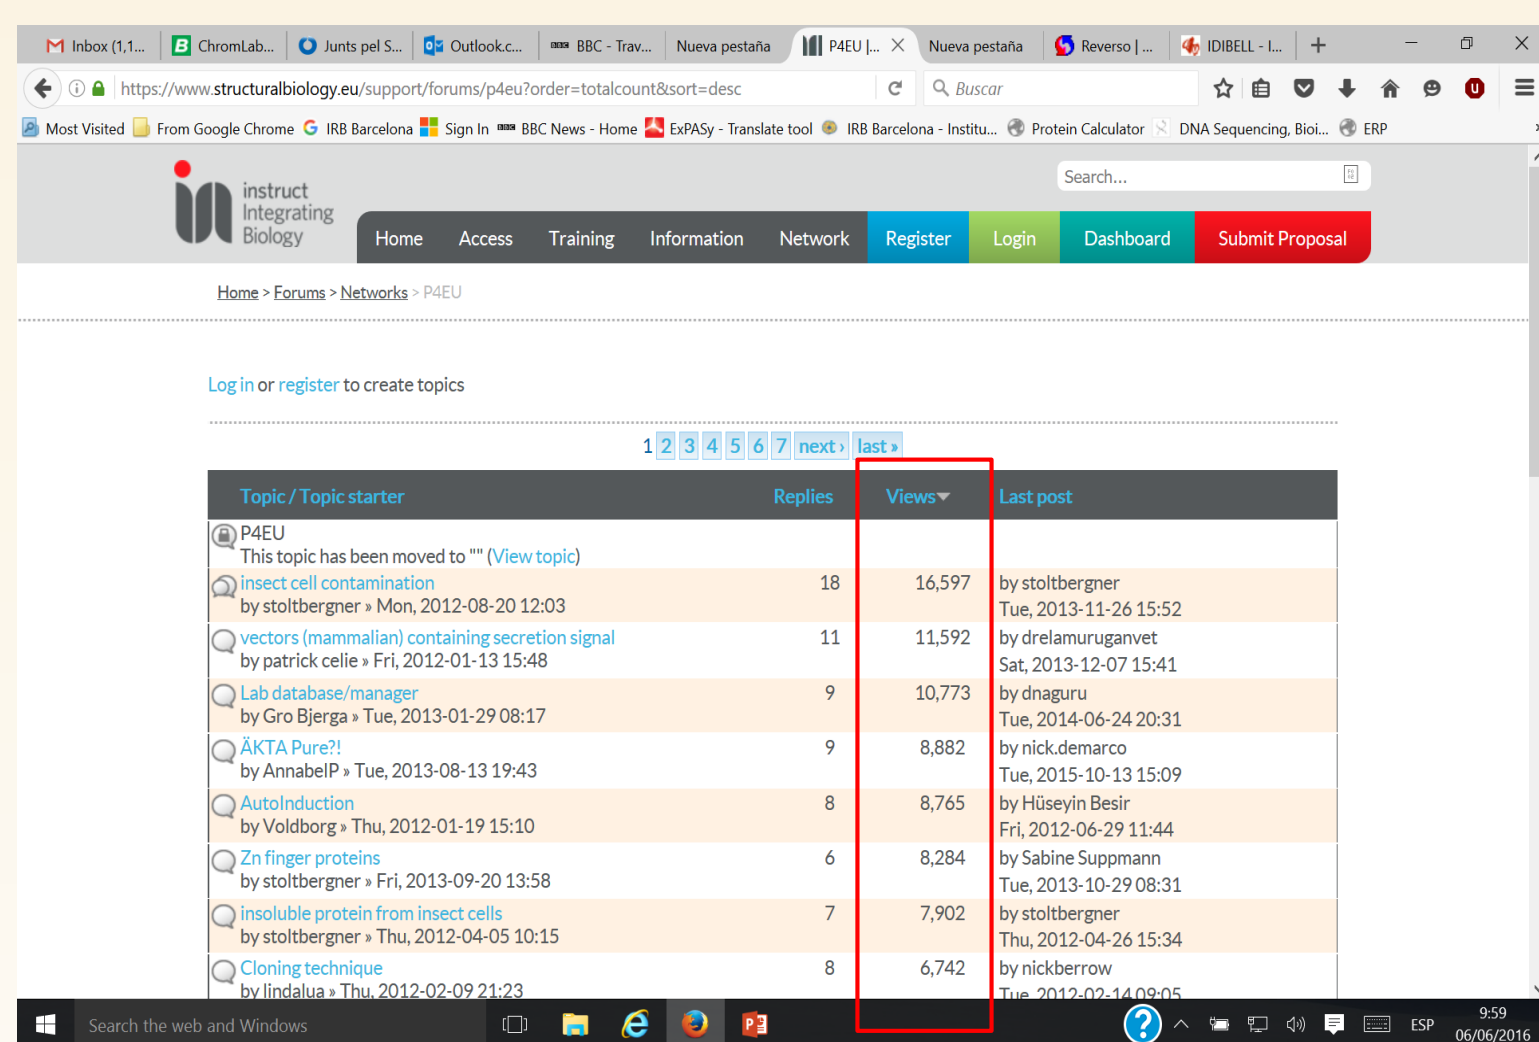 Inbox (1,1... ChromLab... Junts pel S... Outlook.c... BBC - Trav... Nueva pestaña P4EU |... Nueva pestaña Reverso | ... IDIBELL - I...
https://www.structuralbiology.eu/support/forums/p4eu?order=totalcount&sort=desc Buscar
Most Visited From Google Chrome IRB Barcelona Sign In BBC News - Home ExPASy - Translate tool IRB Barcelona - Institu... Protein Calculator DNA Sequencing, Bioi... ERP
Search...
instruct
Integrating
Biology
Home Access Training Information Network Register Login Dashboard Submit Proposal
Home > Forums > Networks > P4EU
Log in or register to create topics
1 2 3 4 5 6 7 next › last »
Topic / Topic starter Replies Views Last post
P4EU
This topic has been moved to "" (View topic)
insect cell contamination 18 16,597 by stoltbergner
by stoltbergner » Mon, 2012-08-20 12:03 Tue, 2013-11-26 15:52
vectors (mammalian) containing secretion signal 11 11,592 by drelamuruganvet
by patrick celie » Fri, 2012-01-13 15:48 Sat, 2013-12-07 15:41
Lab database/manager 9 10,773 by dnaguru
by Gro Bjerga » Tue, 2013-01-29 08:17 Tue, 2014-06-24 20:31
ÄKTA Pure?! 9 8,882 by nick.demarco
by AnnabelP » Tue, 2013-08-13 19:43 Tue, 2015-10-13 15:09
AutoInduction 8 8,765 by Hüseyin Besir
by Voldborg » Thu, 2012-01-19 15:10 Fri, 2012-06-29 11:44
Zn finger proteins 6 8,284 by Sabine Suppmann
by stoltbergner » Fri, 2013-09-20 13:58 Tue, 2013-10-29 08:31
insoluble protein from insect cells 7 7,902 by stoltbergner
by stoltbergner » Thu, 2012-04-05 10:15 Thu, 2012-04-26 15:34
Cloning technique 8 6,742 by nickberrow
by lindalua » Thu, 2012-02-09 21:23 Tue, 2012-02-14 09:05
Search the web and Windows ESP 9:59
06/06/2016